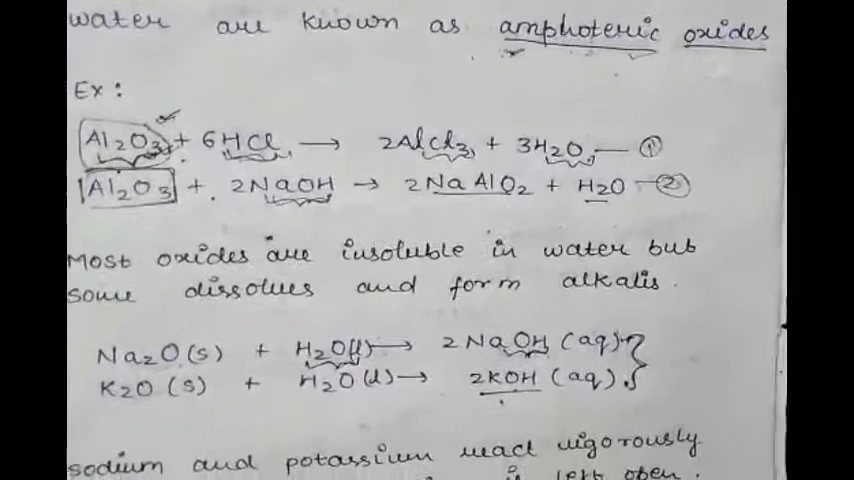 water are known as amphoteric oxides
Ex:
Al₂O₃ + 6HCl → 2AlCl₃ + 3H₂O — ①
Al₂O₃ + 2NaOH → 2NaAlO₂ + H₂O — ②
Most oxides are insoluble in water but
some dissolves and form alkalis.
Na₂O(s) + H₂O(l) → 2NaOH (aq)
K₂O(s) + H₂O(l) → 2KOH (aq).
sodium and potassium react vigorously
left open.